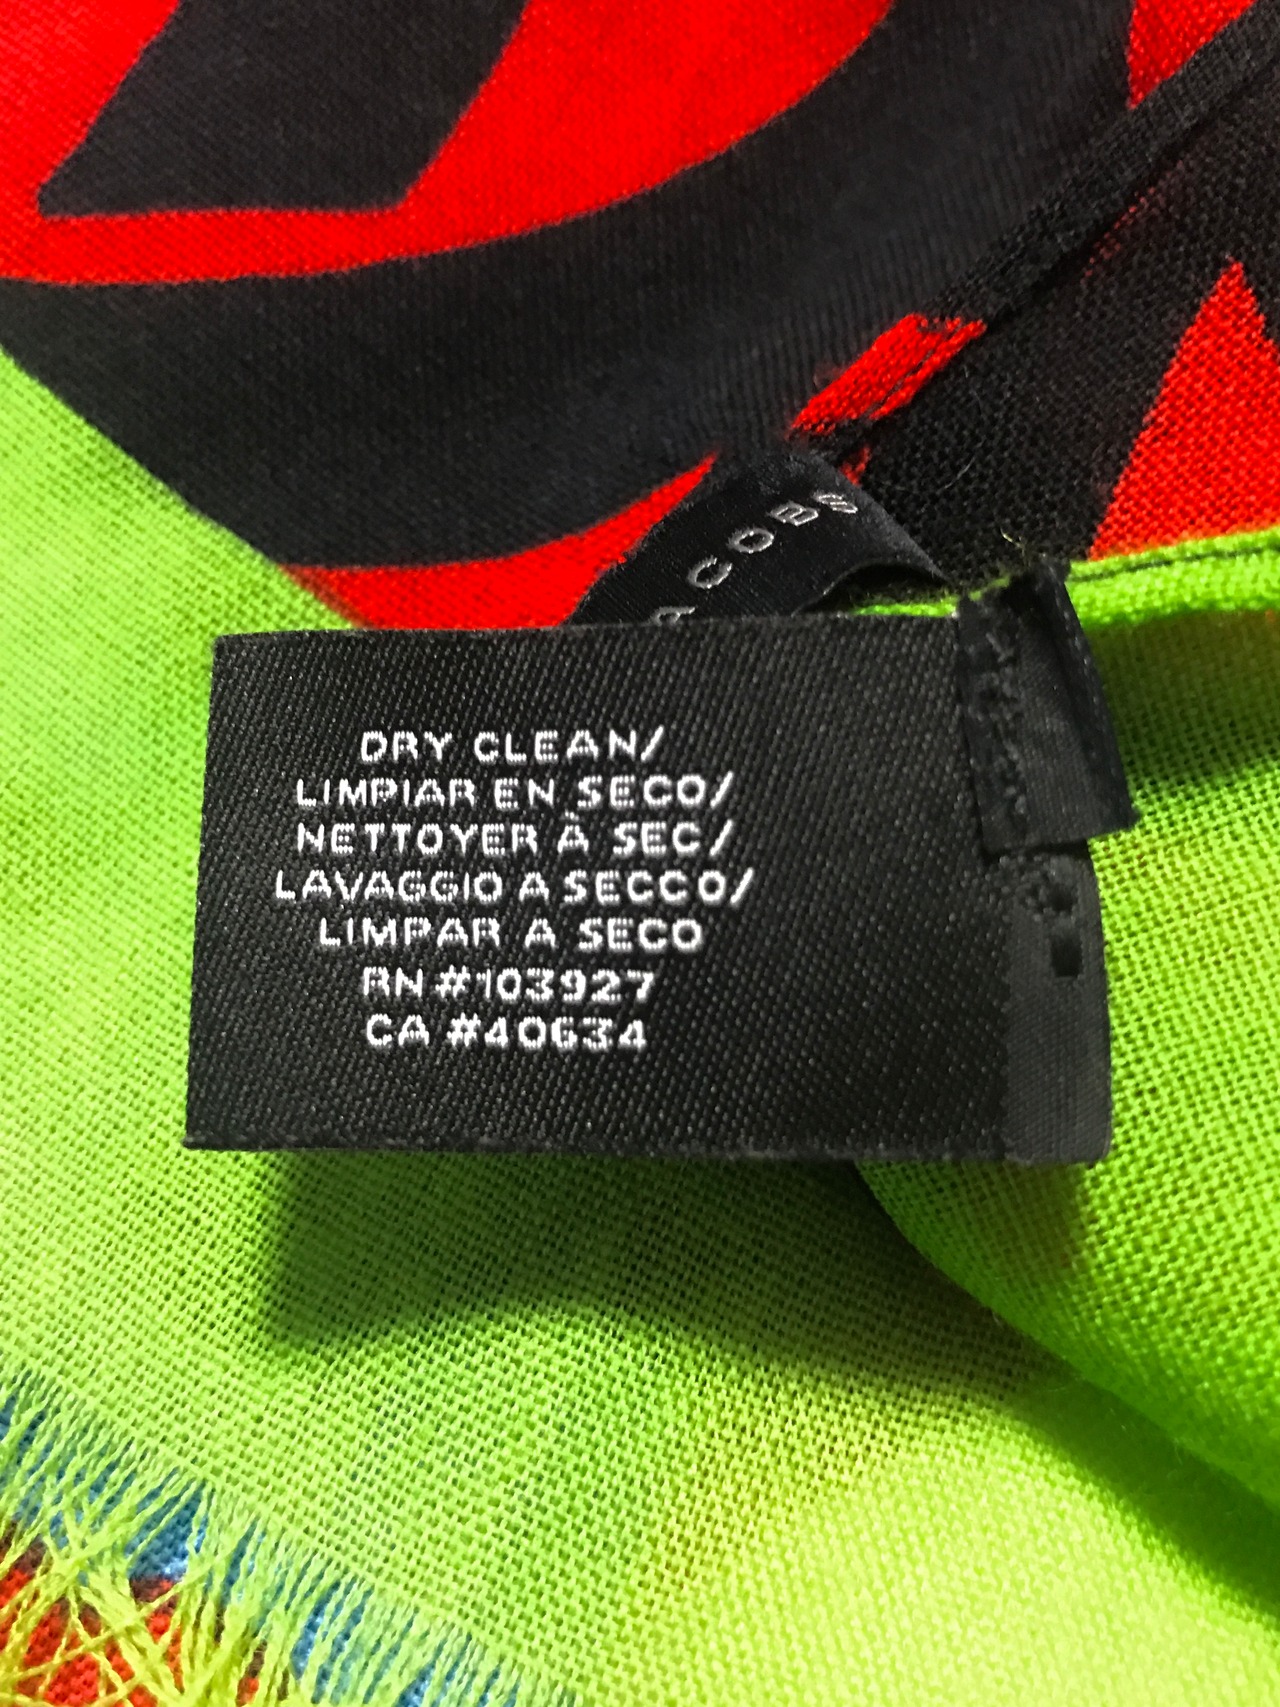 ACOBS
DRY CLEAN/
LIMPIAR EN SECO/
NETTOYER À SEC/
LAVAGGIO A SECCO/
LIMPAR A SECO
RN #103927
CA #40634